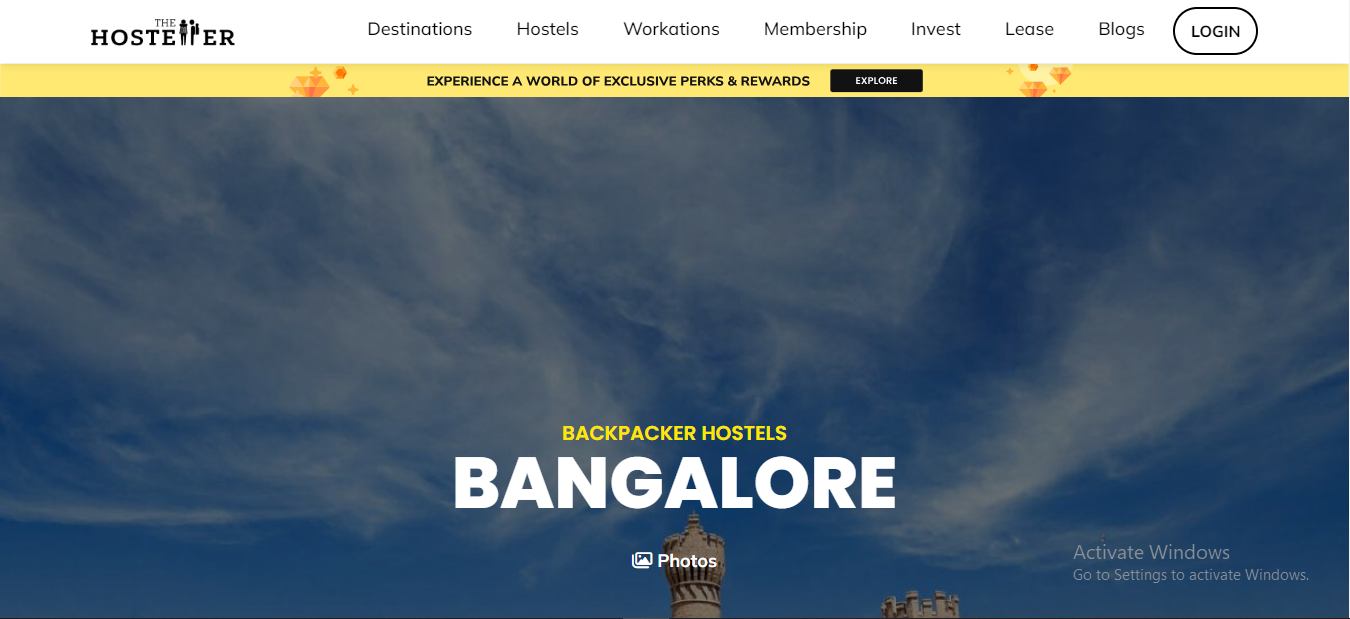 THE
HOSTELLER
Destinations
Hostels
Workations
Membership
Invest
Lease
Blogs
LOGIN
EXPERIENCE A WORLD OF EXCLUSIVE PERKS & REWARDS
EXPLORE
BACKPACKER HOSTELS
BANGALORE
Photos
Activate Windows
Go to Settings to activate Windows.